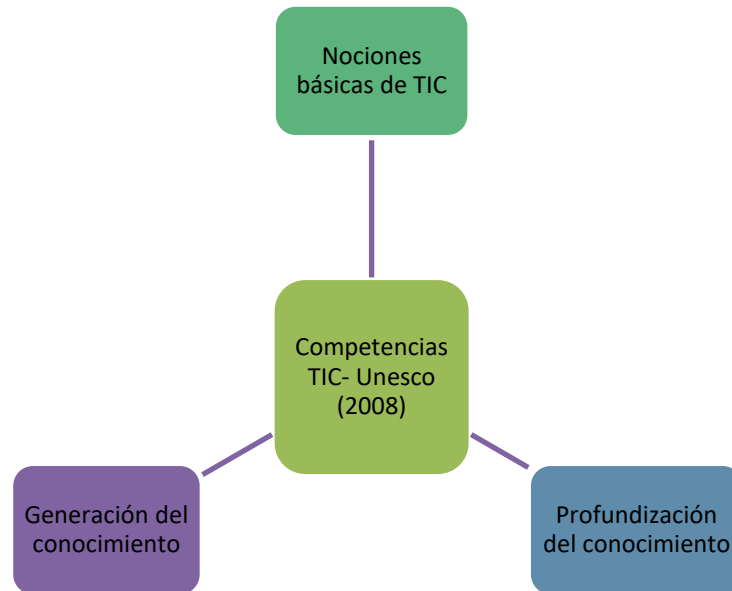 Nociones
básicas de TIC
Competencias
TIC- Unesco
(2008)
Generación del
conocimiento
Profundización
del conocimiento